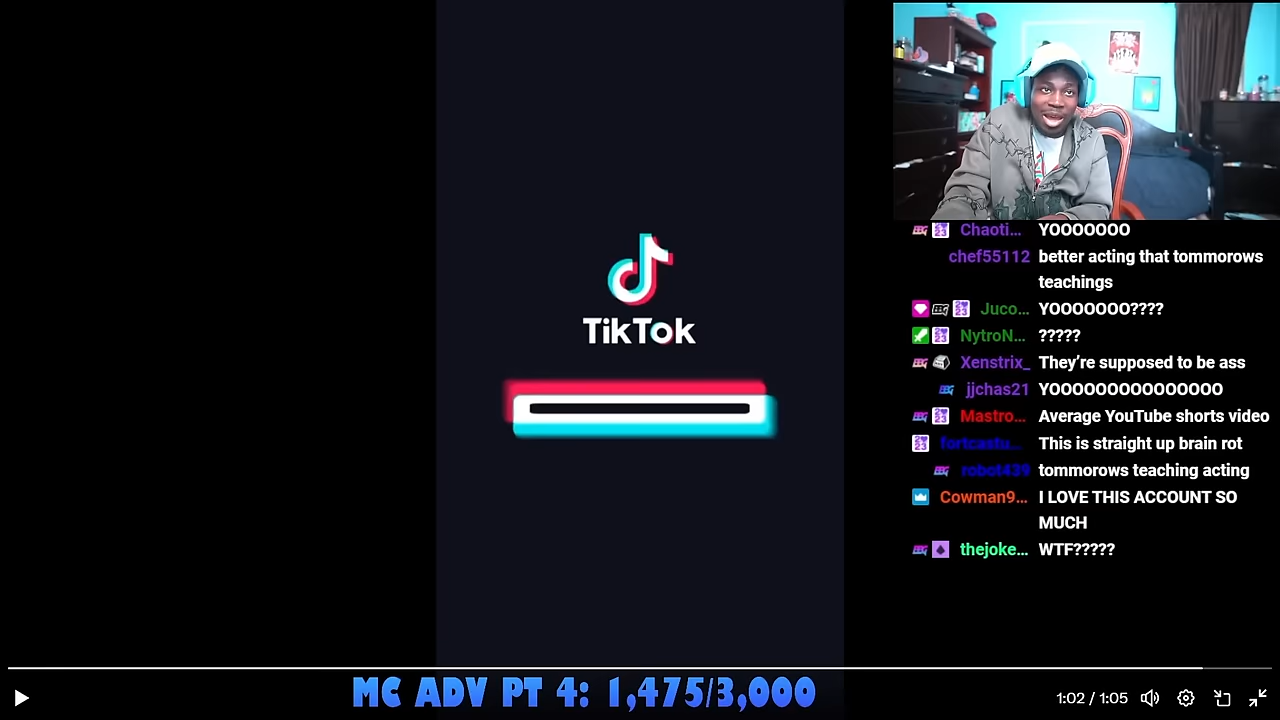 TikTok
Chaoti... YOOOOOOO
chef55112 better acting that tommorows
teachings
Juco... YOOOOOOO????
NytroN... ?????
Xenstrix_ They’re supposed to be ass
jjchas21 YOOOOOOOOOOOOOOO
Mastro... Average YouTube shorts video
fortcastu... This is straight up brain rot
robot439 tommorows teaching acting
Cowman9... I LOVE THIS ACCOUNT SO
MUCH
thejoke... WTF?????
MC ADV PT 4: 1,475/3,000
1:02 / 1:05